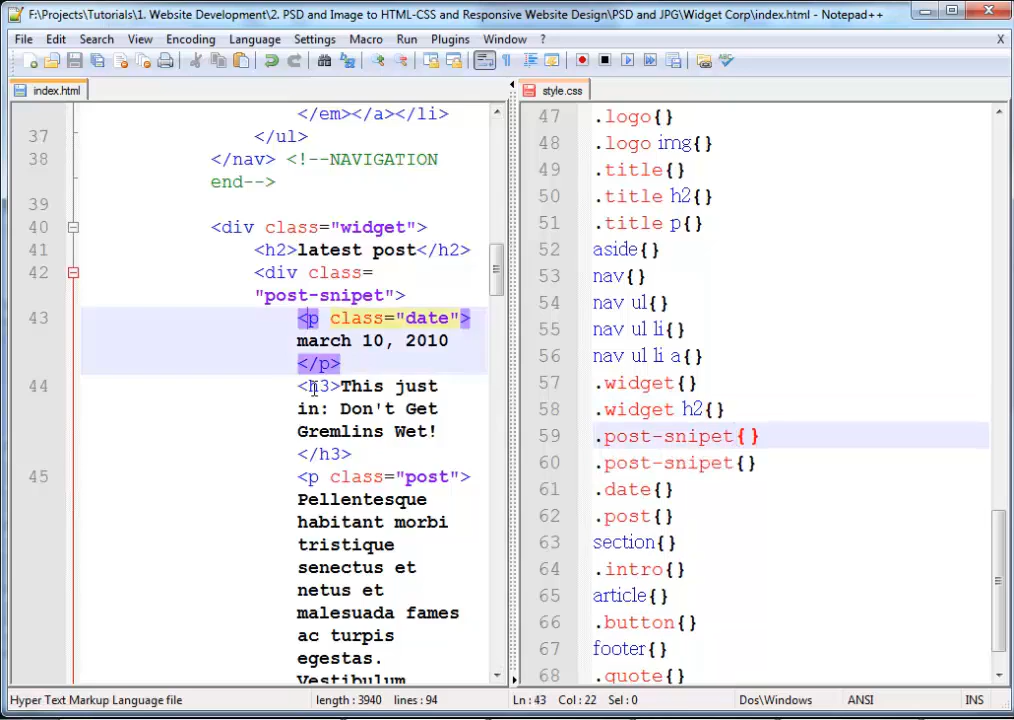 F:\Projects\Tutorials\1. Website Development\2. PSD and Image to HTML-CSS and Responsive Website Design\PSD and JPG\Widget Corp\index.html - Notepad++
File Edit Search View Encoding Language Settings Macro Run Plugins Window ? X
index.html
</em></a></li>
37 </ul>
38 </nav> <!--NAVIGATION
end-->
39
40 <div class="widget">
41 <h2>latest post</h2>
42 <div class=
"post-snipet">
43 <p class="date">
march 10, 2010
</p>
44 <h3>This just
in: Don't Get
Gremlins Wet!
</h3>
45 <p class="post">
Pellentesque
habitant morbi
tristique
senectus et
netus et
malesuada fames
ac turpis
egestas.
Vestibulum
style.css
47 .logo{}
48 .logo img{}
49 .title{}
50 .title h2{}
51 .title p{}
52 aside{}
53 nav{}
54 nav ul{}
55 nav ul li{}
56 nav ul li a{}
57 .widget{}
58 .widget h2{}
59 .post-snipet{}
60 .post-snipet{}
61 .date{}
62 .post{}
63 section{}
64 .intro{}
65 article{}
66 .button{}
67 footer{}
68 .quote{}
Hyper Text Markup Language file length : 3940 lines : 94 Ln : 43 Col : 22 Sel : 0 Dos\Windows ANSI INS